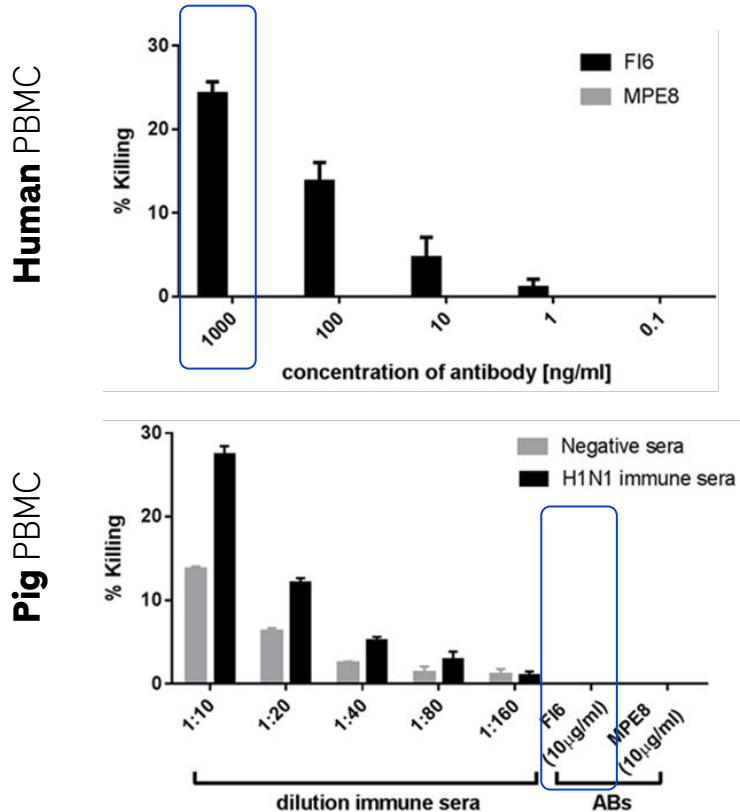 Human PBMC
% Killing
30
20
10
0
FI6
MPE8
1000
100
10
1
0.1
concentration of antibody [ng/ml]
Pig PBMC
% Killing
30
20
10
0
Negative sera
H1N1 immune sera
1:10
1:20
1:40
1:80
1:160
FI6
(10µg/ml)
MPE8
(10µg/ml)
dilution immune sera
ABs